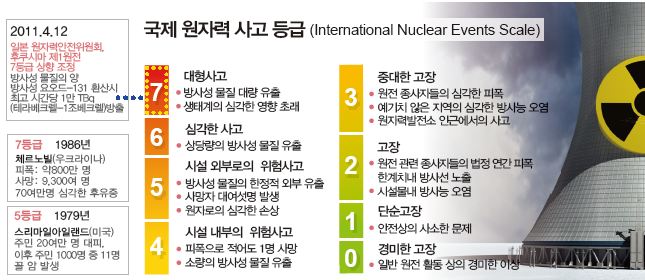 국제 원자력 사고 등급 (International Nuclear Events Scale)
2011.4.12
일본 원자력안전위원회,
후쿠시마 제1원전
7등급 상향 조정
방사성 물질의 양
방사성 요오드-131 환산시
최고 시간당 1만 TBq
(테라베크렐-1조베크렐)방출
7등급 1986년
체르노빌(우크라이나)
피폭: 약800만 명
사망: 9,300여 명
70여만명 심각한 후유증
5등급 1979년
스리마일아일랜드(미국)
주민 20여만 명 대피,
이후 주민 1000명 중 11명
꼴 암 발생
7
대형사고
• 방사성 물질 대량 유출
• 생태계의 심각한 영향 초래
6
심각한 사고
• 상당량의 방사성 물질 유출
5
시설 외부로의 위험사고
• 방사성 물질의 한정적 외부 유출
• 사망자 대여섯명 발생
• 원자로의 심각한 손상
4
시설 내부의 위험사고
• 피폭으로 적어도 1명 사망
• 소량의 방사성 물질 유출
3
중대한 고장
• 원전 종사자들의 심각한 피폭
• 예기치 않은 지역의 심각한 방사능 오염
• 원자력발전소 인근에서의 사고
2
고장
• 원전 관련 종사자들의 법정 연간 피폭
한계치내 방사선 노출
• 시설물내 방사능 오염
1
단순고장
• 안전상의 사소한 문제
0
경미한 고장
• 일반 원전 활동 상의 경미한 이상